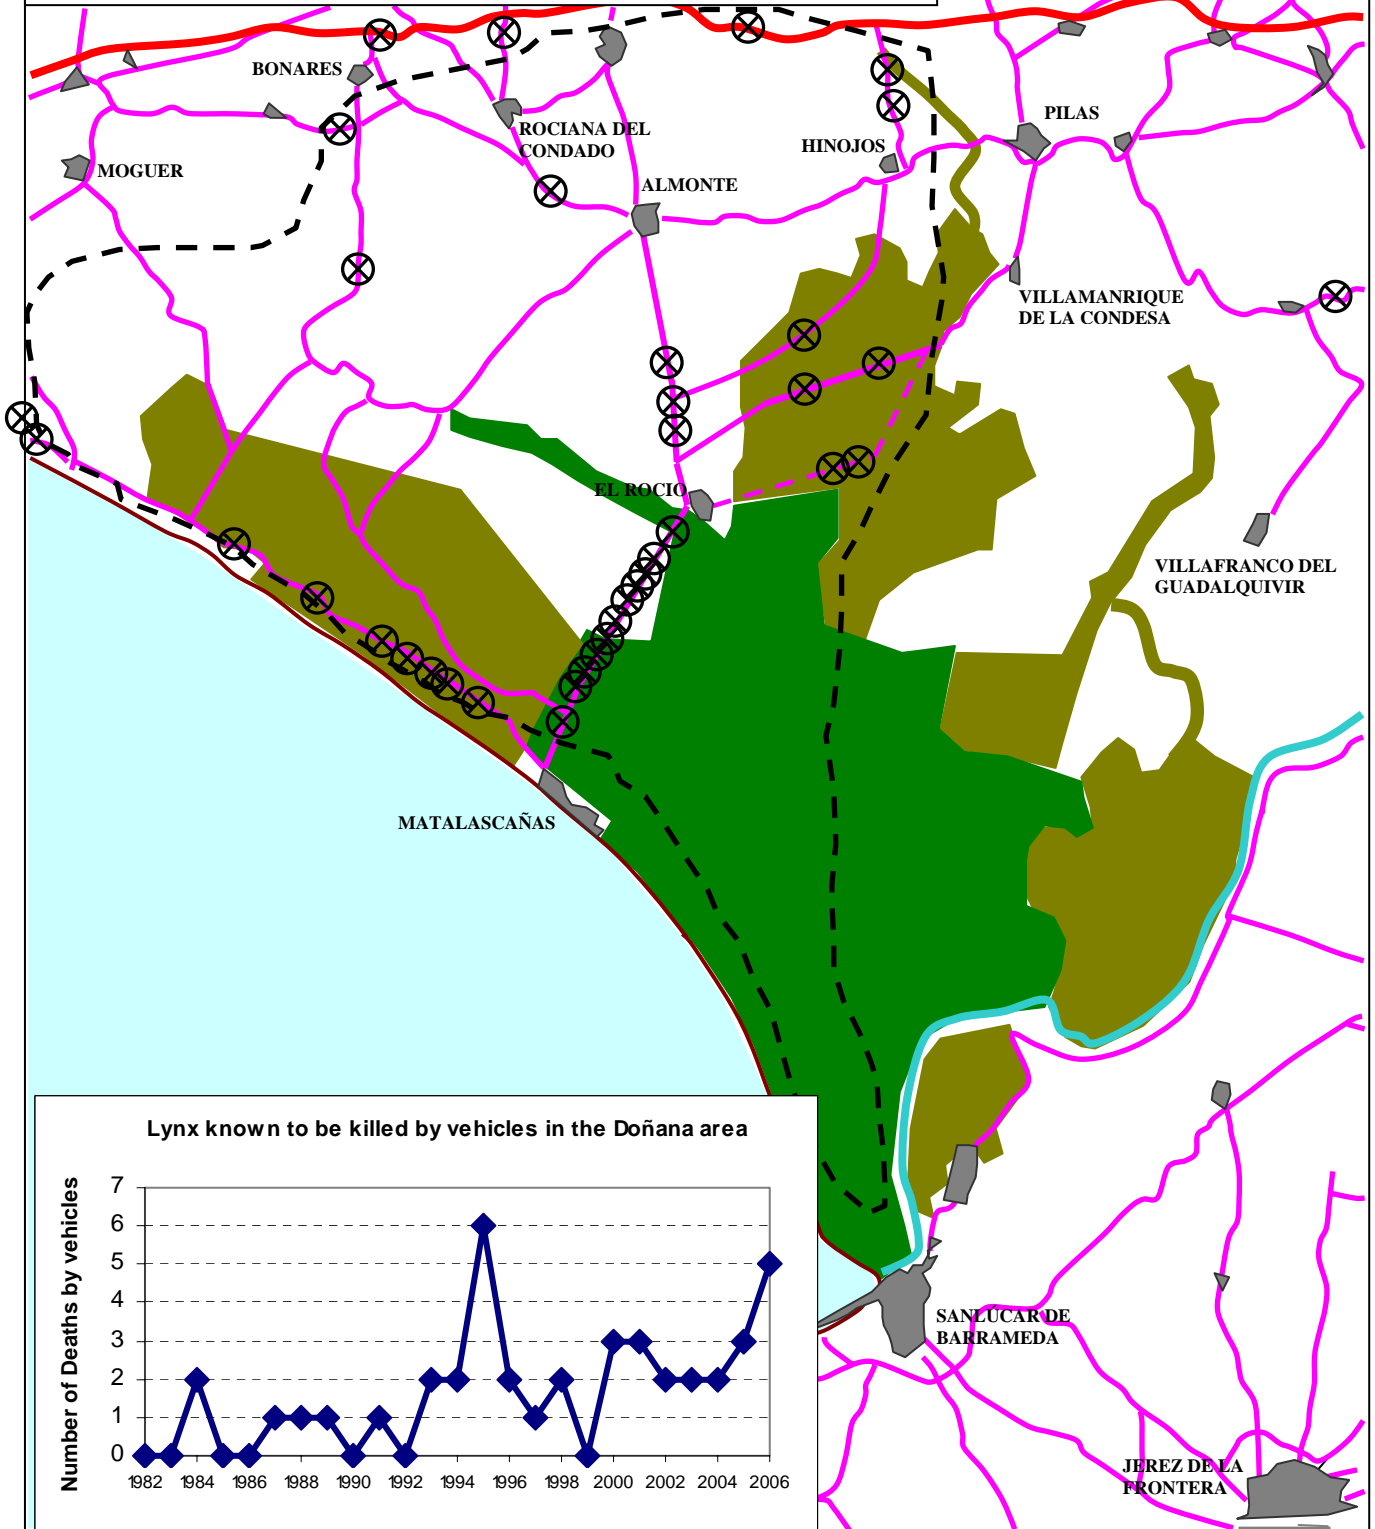 BONARES
ROCIANA DEL
CONDADO
MOGUER
ALMONTE
HINOJOS
PILAS
VILLAMANRIQUE
DE LA CONDESA
EL ROCIO
VILLAFRANCO DEL
GUADALQUIVIR
MATALASCAÑAS
SANLUCAR DE
BARRAMEDA
JEREZ DE LA
FRONTERA
Lynx known to be killed by vehicles in the Doñana area
Number of Deaths by vehicles
7
6
5
4
3
2
1
0
1982 1984 1986 1988 1990 1992 1994 1996 1998 2000 2002 2004 2006